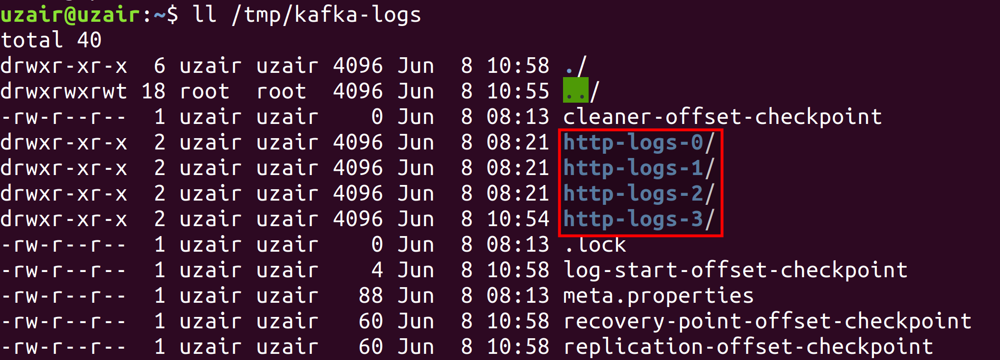 uzair@uzair:~$ ll /tmp/kafka-logs
total 40
drwxr-xr-x  6 uzair uzair 4096 Jun  8 10:58 ./
drwxrwxrwt 18 root  root  4096 Jun  8 10:55 ../
-rw-r--r--  1 uzair uzair    0 Jun  8 08:13 cleaner-offset-checkpoint
drwxr-xr-x  2 uzair uzair 4096 Jun  8 08:21 http-logs-0/
drwxr-xr-x  2 uzair uzair 4096 Jun  8 08:21 http-logs-1/
drwxr-xr-x  2 uzair uzair 4096 Jun  8 08:21 http-logs-2/
drwxr-xr-x  2 uzair uzair 4096 Jun  8 10:54 http-logs-3/
-rw-r--r--  1 uzair uzair    0 Jun  8 08:13 .lock
-rw-r--r--  1 uzair uzair    4 Jun  8 10:58 log-start-offset-checkpoint
-rw-r--r--  1 uzair uzair   88 Jun  8 08:13 meta.properties
-rw-r--r--  1 uzair uzair   60 Jun  8 10:58 recovery-point-offset-checkpoint
-rw-r--r--  1 uzair uzair   60 Jun  8 10:58 replication-offset-checkpoint